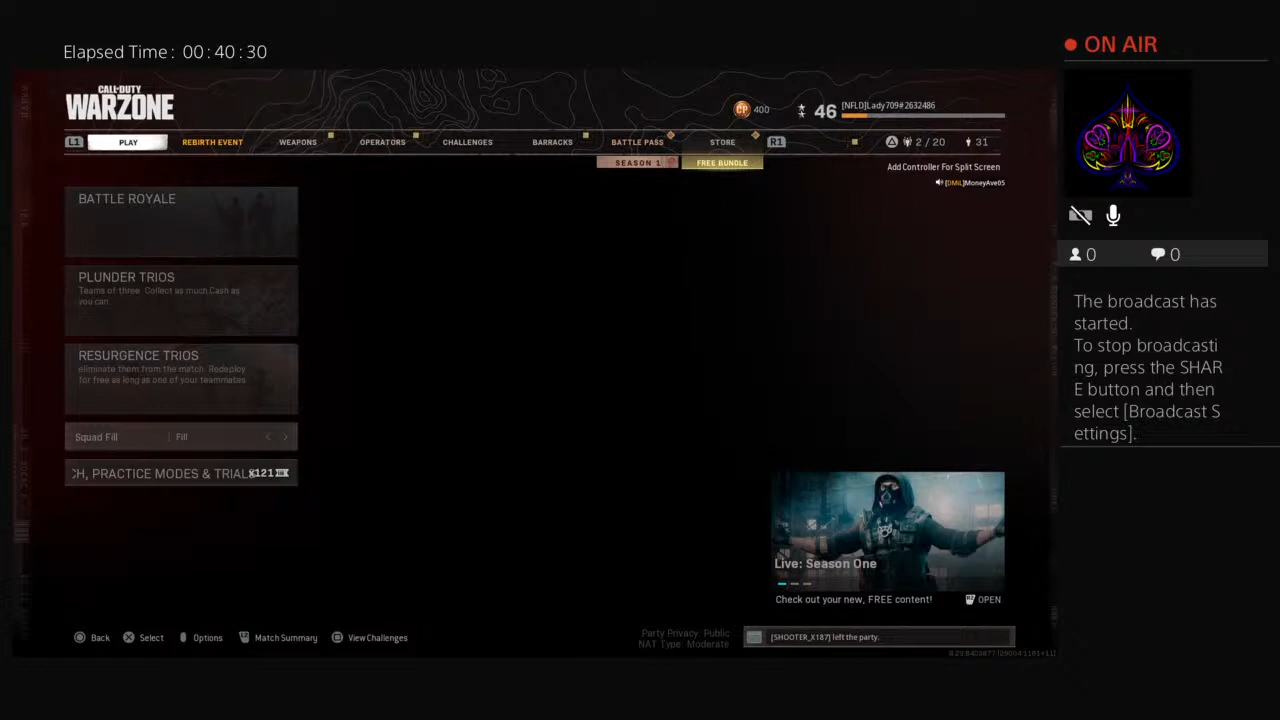 Elapsed Time: 00:40:30
ON AIR
CALL OF DUTY
WARZONE
CP 400
46
[NFLD]Lady709#2632486
L1
PLAY
REBIRTH EVENT
WEAPONS
OPERATORS
CHALLENGES
BARRACKS
BATTLE PASS
STORE
R1
2 / 20
31
SEASON 1
FREE BUNDLE
Add Controller For Split Screen
[DMiL]MoneyAve05
BATTLE ROYALE
PLUNDER TRIOS
Teams of three. Collect as much Cash as
you can.
RESURGENCE TRIOS
eliminate them from the match. Redeploy
for free as long as one of your teammates
Squad Fill
Fill
CH, PRACTICE MODES & TRIALS
x121
0
0
The broadcast has
started.
To stop broadcasti
ng, press the SHAR
E button and then
select [Broadcast S
ettings].
Live: Season One
Check out your new, FREE content!
OPEN
Back
Select
Options
Match Summary
View Challenges
Party Privacy: Public
NAT Type: Moderate
[SHOOTER_X187] left the party.